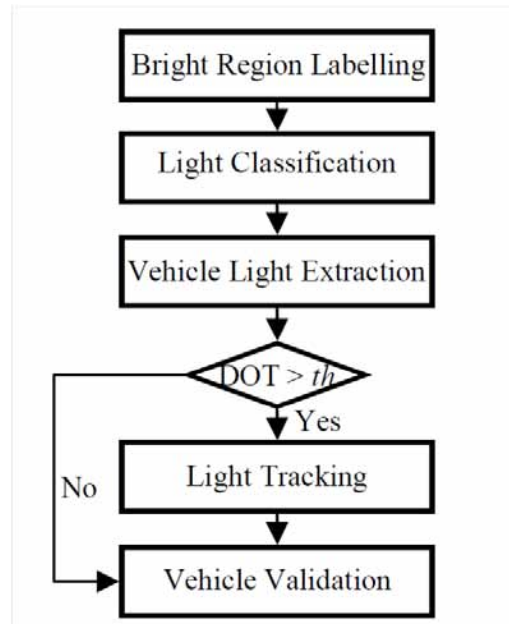 Bright Region Labelling
Light Classification
Vehicle Light Extraction
DOT > th
Yes
Light Tracking
No
Vehicle Validation